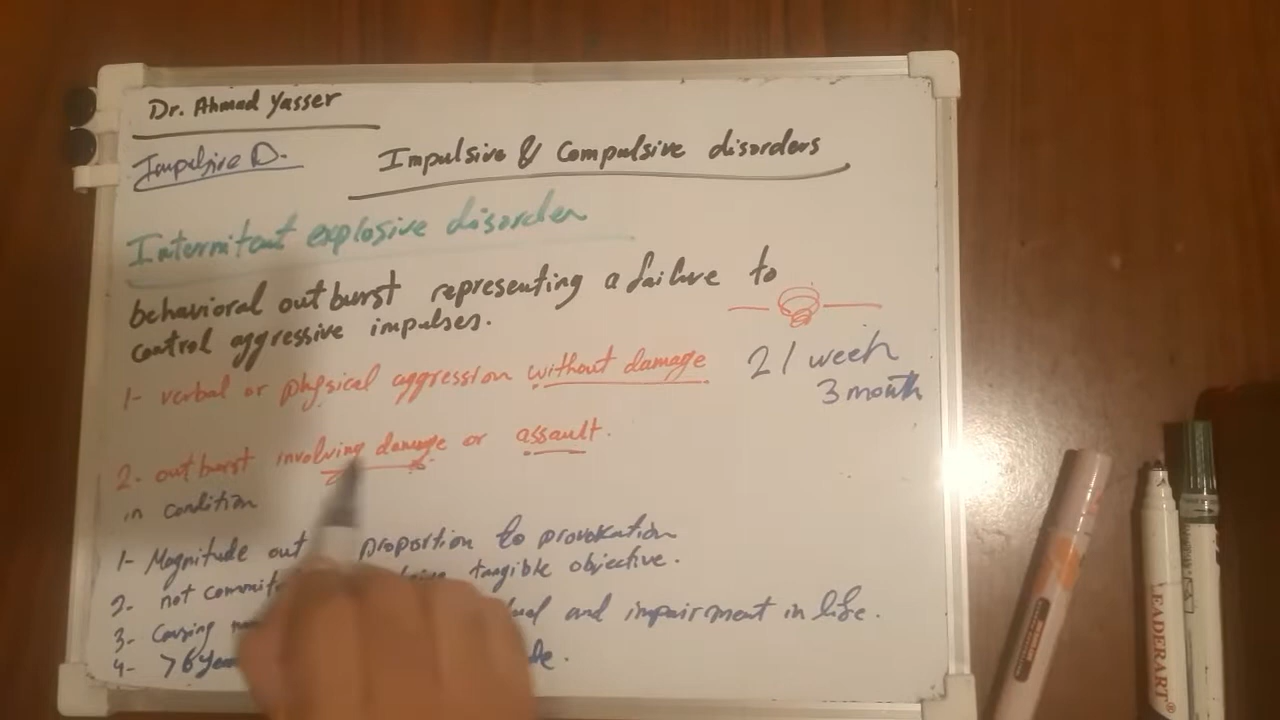 Dr. Ahmad Yasser
Impulsive D.
Impulsive & Compulsive disorders
Intermitant explosive disorder
behavioral outburst representing a failure to
control aggressive impulses.
1- verbal or physical aggression without damage
2/week
3 month
2- outburst involving damage or assault.
in condition
1- Magnitude out proportion to provokation
2- not tangible objective.
3- Causing and impairment in life.
4- >6
LEADERART